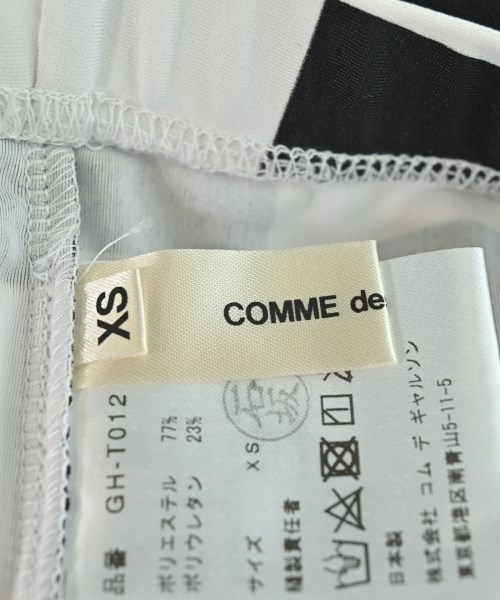 XS
COMME de
品番 GH-T012
ポリエステル 77%
ポリウレタン 23%
サイズ XS
縫製責任者 石坂
日本製
株式会社 コム デ ギャルソン
東京都港区南青山5-11-5